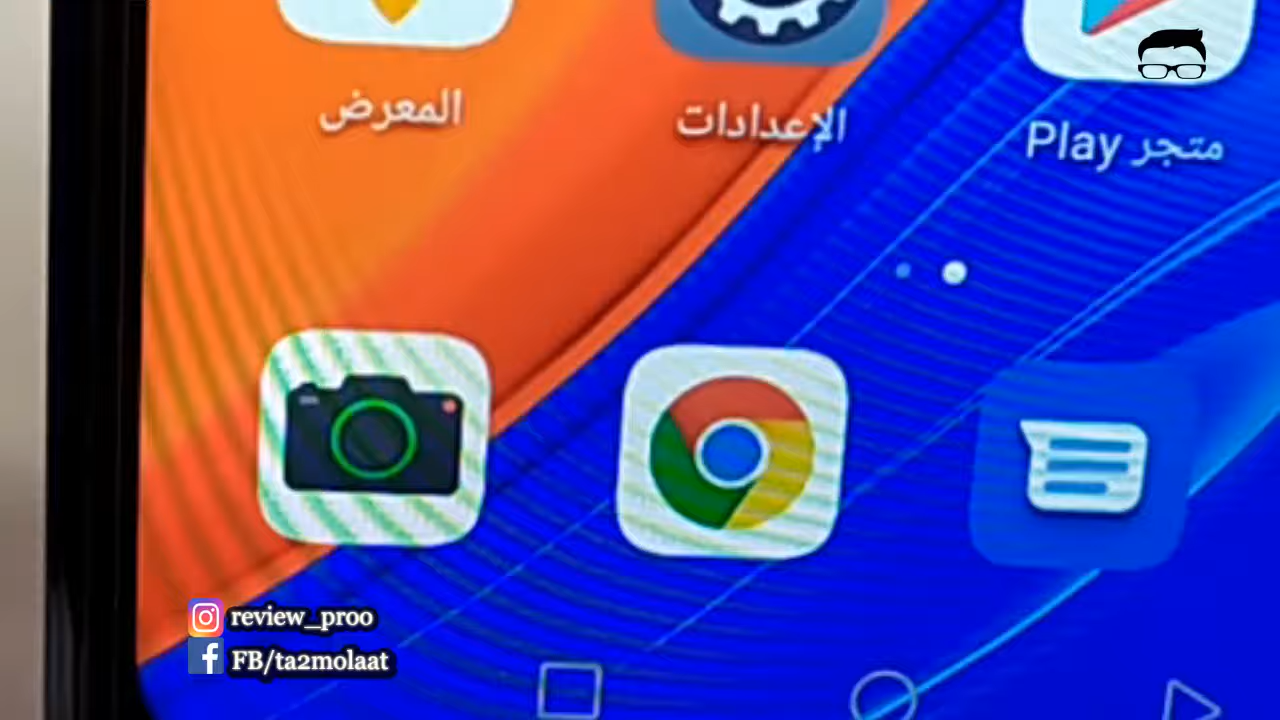 متجر Play
الإعدادات
المعرض
review_proo
FB/ta2molaat